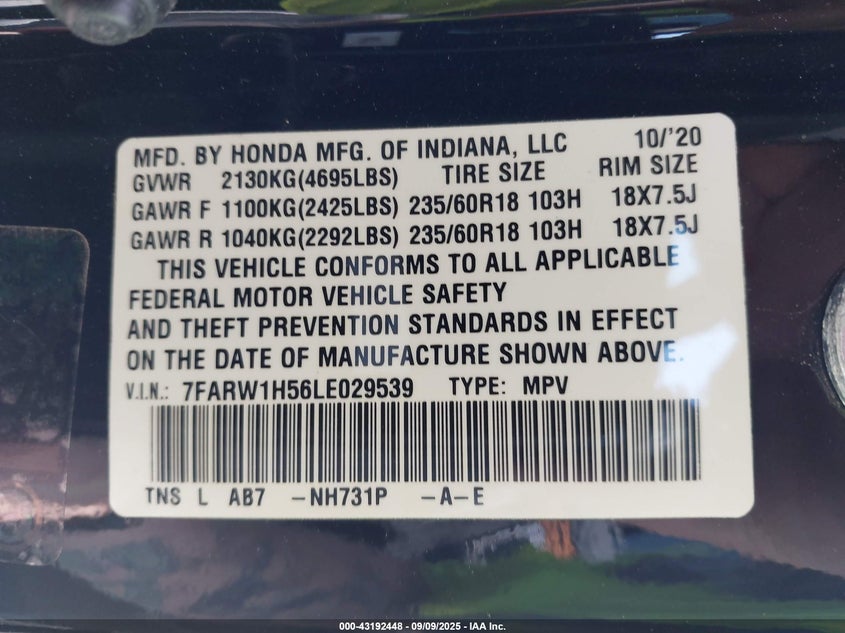 MFD. BY HONDA MFG. OF INDIANA, LLC 10/'20
GVWR 2130KG(4695LBS) TIRE SIZE RIM SIZE
GAWR F 1100KG(2425LBS) 235/60R18 103H 18X7.5J
GAWR R 1040KG(2292LBS) 235/60R18 103H 18X7.5J
THIS VEHICLE CONFORMS TO ALL APPLICABLE
FEDERAL MOTOR VEHICLE SAFETY
AND THEFT PREVENTION STANDARDS IN EFFECT
ON THE DATE OF MANUFACTURE SHOWN ABOVE.
V.I.N.: 7FARW1H56LE029539 TYPE: MPV
TNS L AB7 -NH731P -A-E
000-43192448 - 09/09/2025 - IAA Inc.